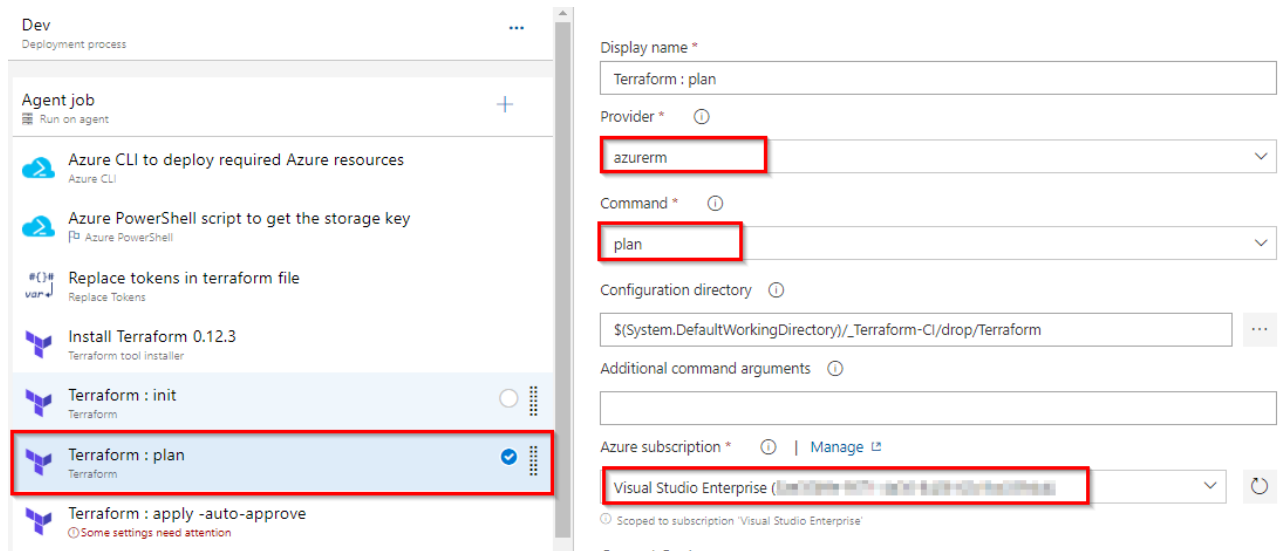 Dev
Deployment process
Agent job
Run on agent
Azure CLI to deploy required Azure resources
Azure CLI
Azure PowerShell script to get the storage key
Azure PowerShell
#{}#
var
Replace tokens in terraform file
Replace Tokens
Install Terraform 0.12.3
Terraform tool installer
Terraform : init
Terraform
Terraform : plan
Terraform
Terraform : apply -auto-approve
Some settings need attention
Display name *
Terraform : plan
Provider *
azurerm
Command *
plan
Configuration directory
$(System.DefaultWorkingDirectory)/_Terraform-CI/drop/Terraform
Additional command arguments
Azure subscription * | Manage
Visual Studio Enterprise (
Scoped to subscription 'Visual Studio Enterprise'